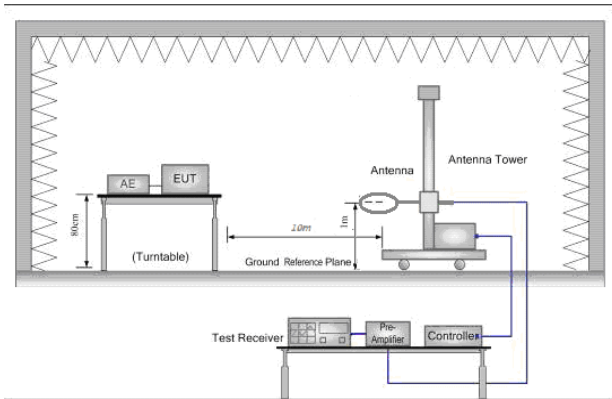 Antenna Tower
Antenna
EUT
AE
80cm
10m
1m
(Turntable)
Ground Reference Plane
Test Receiver
Pre-
Amplifier
Controller